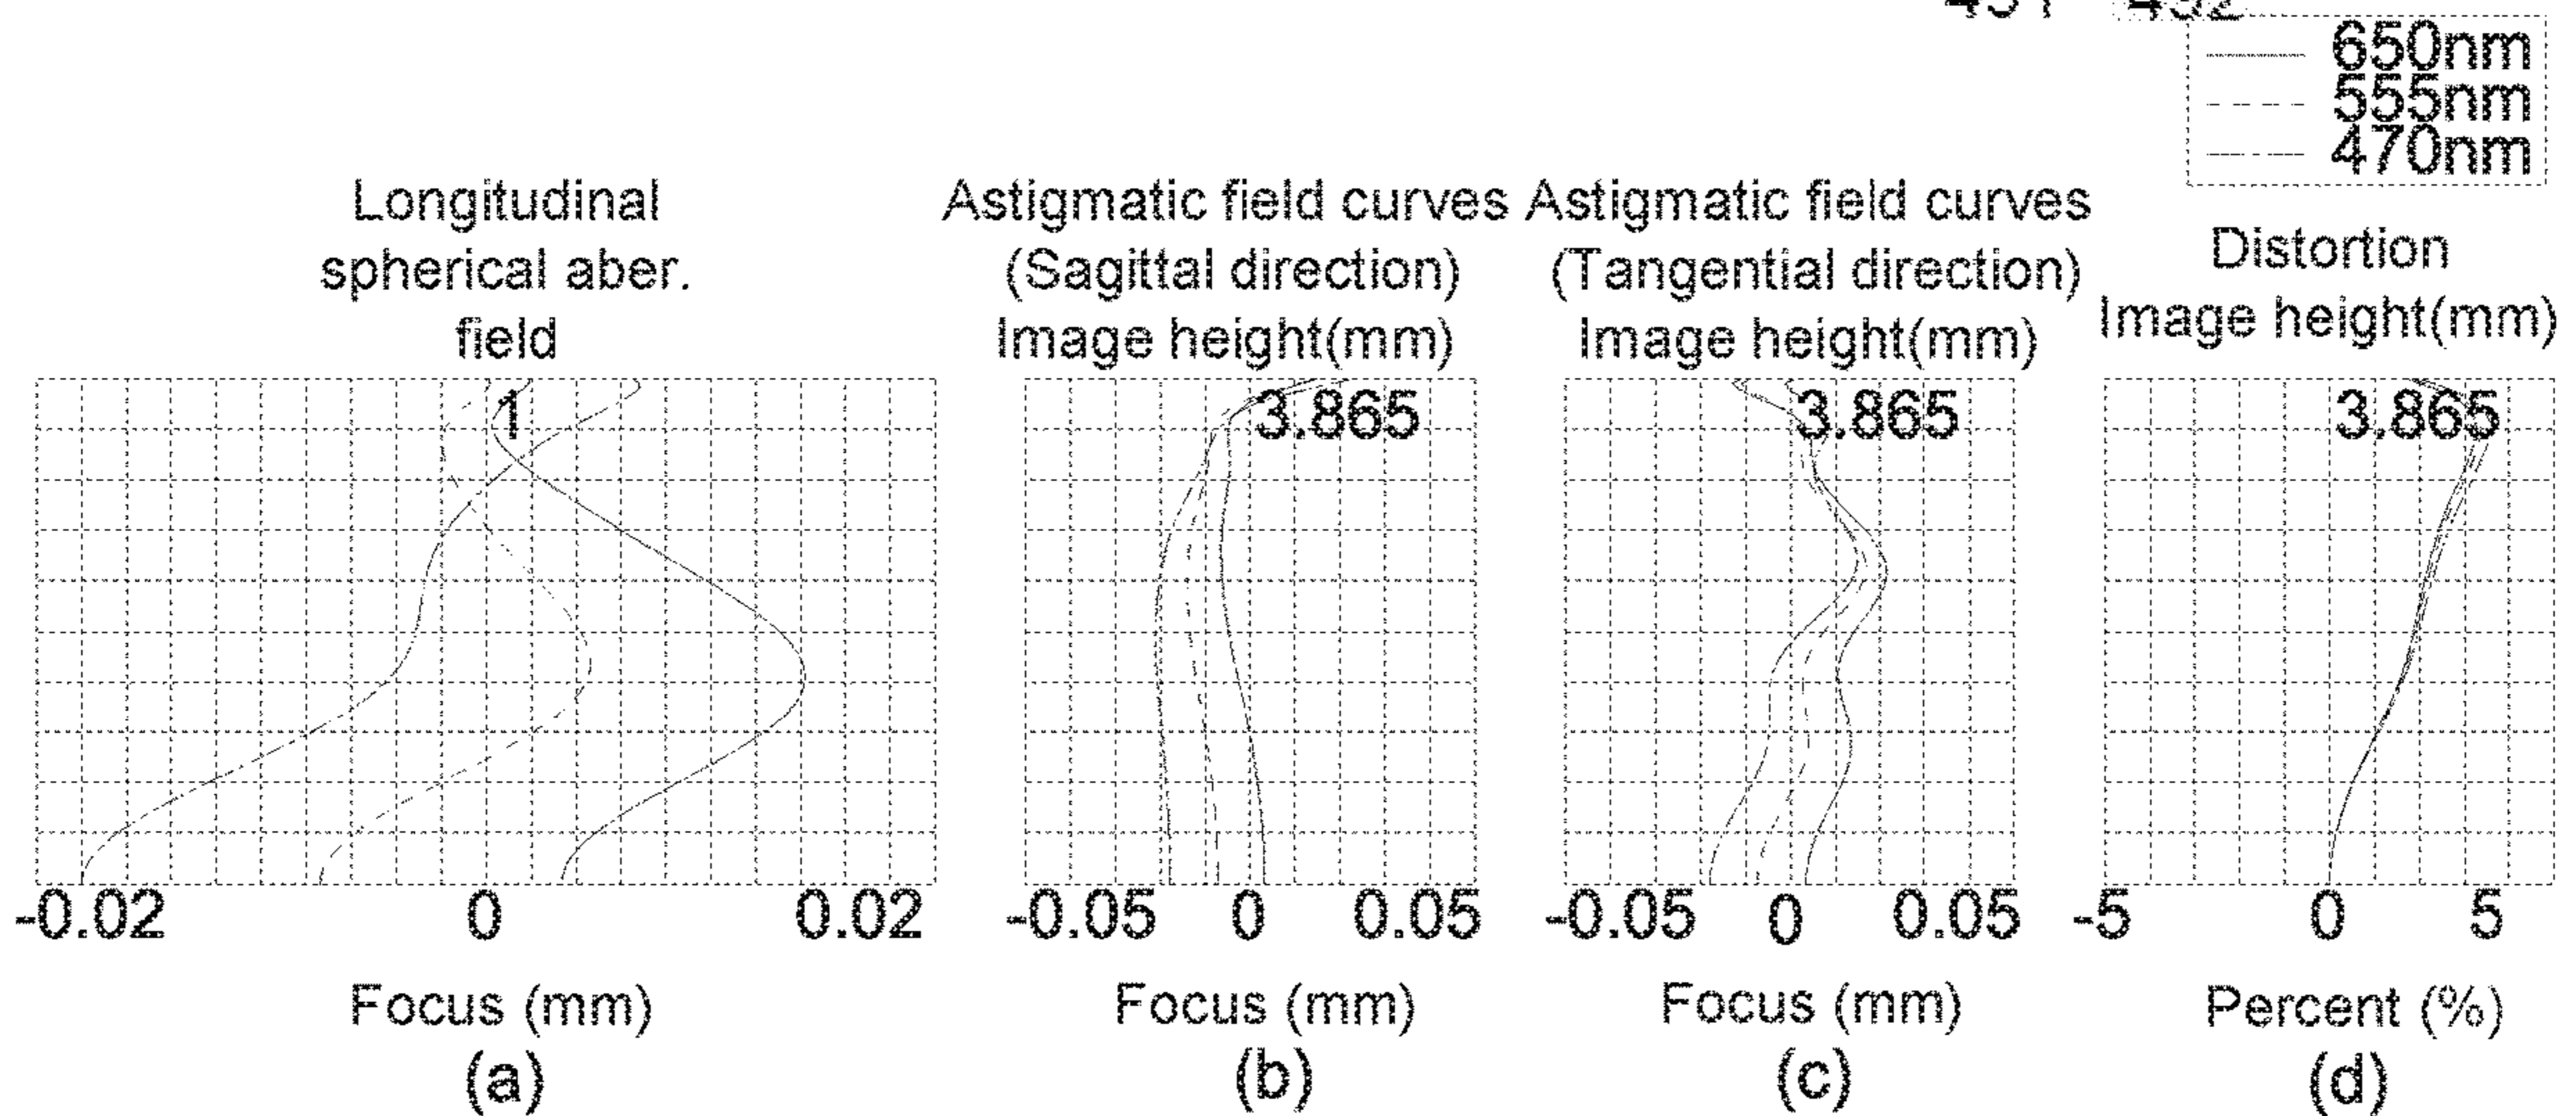 650nm
555nm
470nm
Longitudinal
spherical aber.
field
Astigmatic field curves
(Sagittal direction)
Image height(mm)
Astigmatic field curves
(Tangential direction)
Image height(mm)
Distortion
Image height(mm)
1
3.865
3.865
3.865
-0.02 0 0.02
-0.05 0 0.05
-0.05 0 0.05
-5 0 5
Focus (mm)
Focus (mm)
Focus (mm)
Percent (%)
(a)
(b)
(c)
(d)